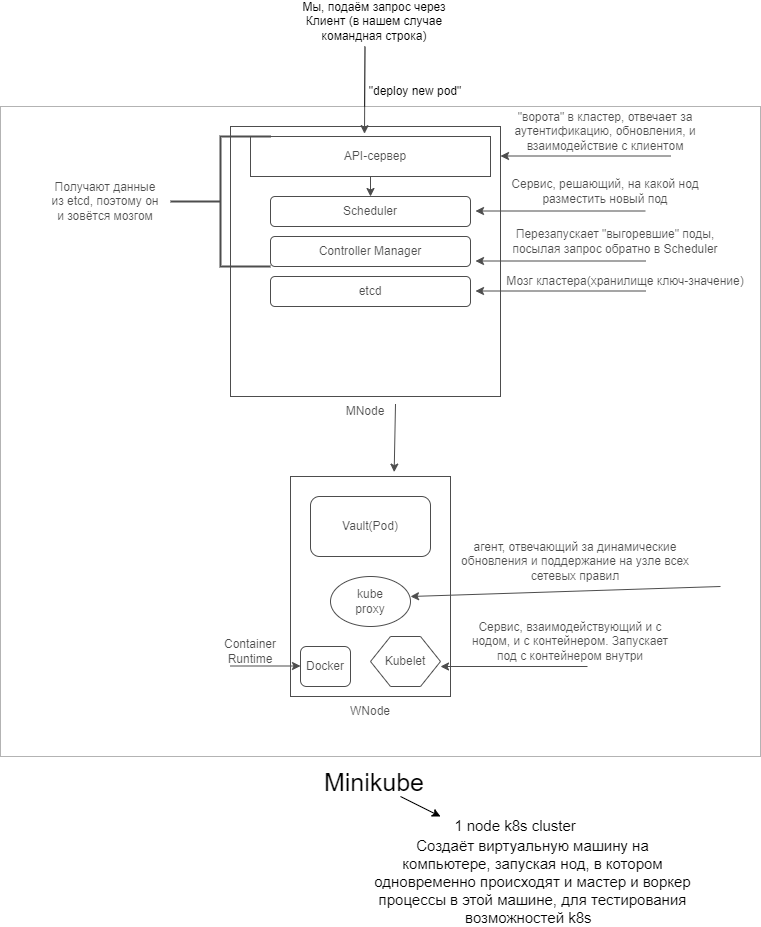 Мы, подаём запрос через
Клиент (в нашем случае
командная строка)
"deploy new pod"
"ворота" в кластер, отвечает за
аутентификацию, обновления, и
взаимодействие с клиентом
API-сервер
Получают данные
из etcd, поэтому он
и зовётся мозгом
Сервис, решающий, на какой нод
разместить новый под
Scheduler
Перезапускает "выгоревшие" поды,
посылая запрос обратно в Scheduler
Controller Manager
Мозг кластера(хранилище ключ-значение)
etcd
MNode
Vault(Pod)
агент, отвечающий за динамические
обновления и поддержание на узле всех
сетевых правил
kube
proxy
Сервис, взаимодействующий и с
нодом, и с контейнером. Запускает
под с контейнером внутри
Container
Runtime
Docker
Kubelet
WNode
Minikube
1 node k8s cluster
Создаёт виртуальную машину на
компьютере, запуская нод, в котором
одновременно происходят и мастер и воркер
процессы в этой машине, для тестирования
возможностей k8s